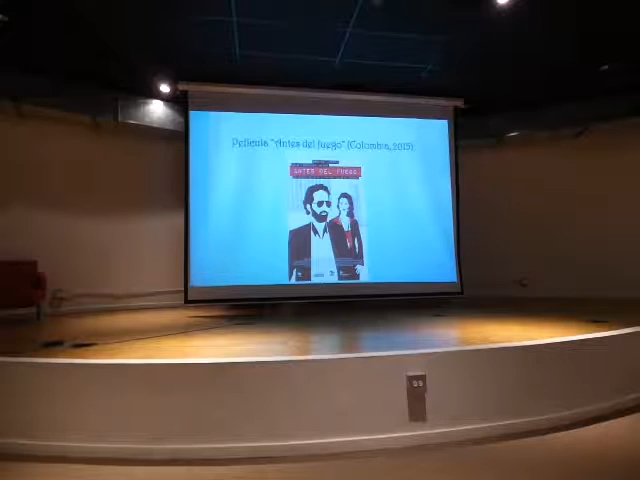 Película "Antes del fuego" (Colombia, 2015)
ANTES DEL FUEGO